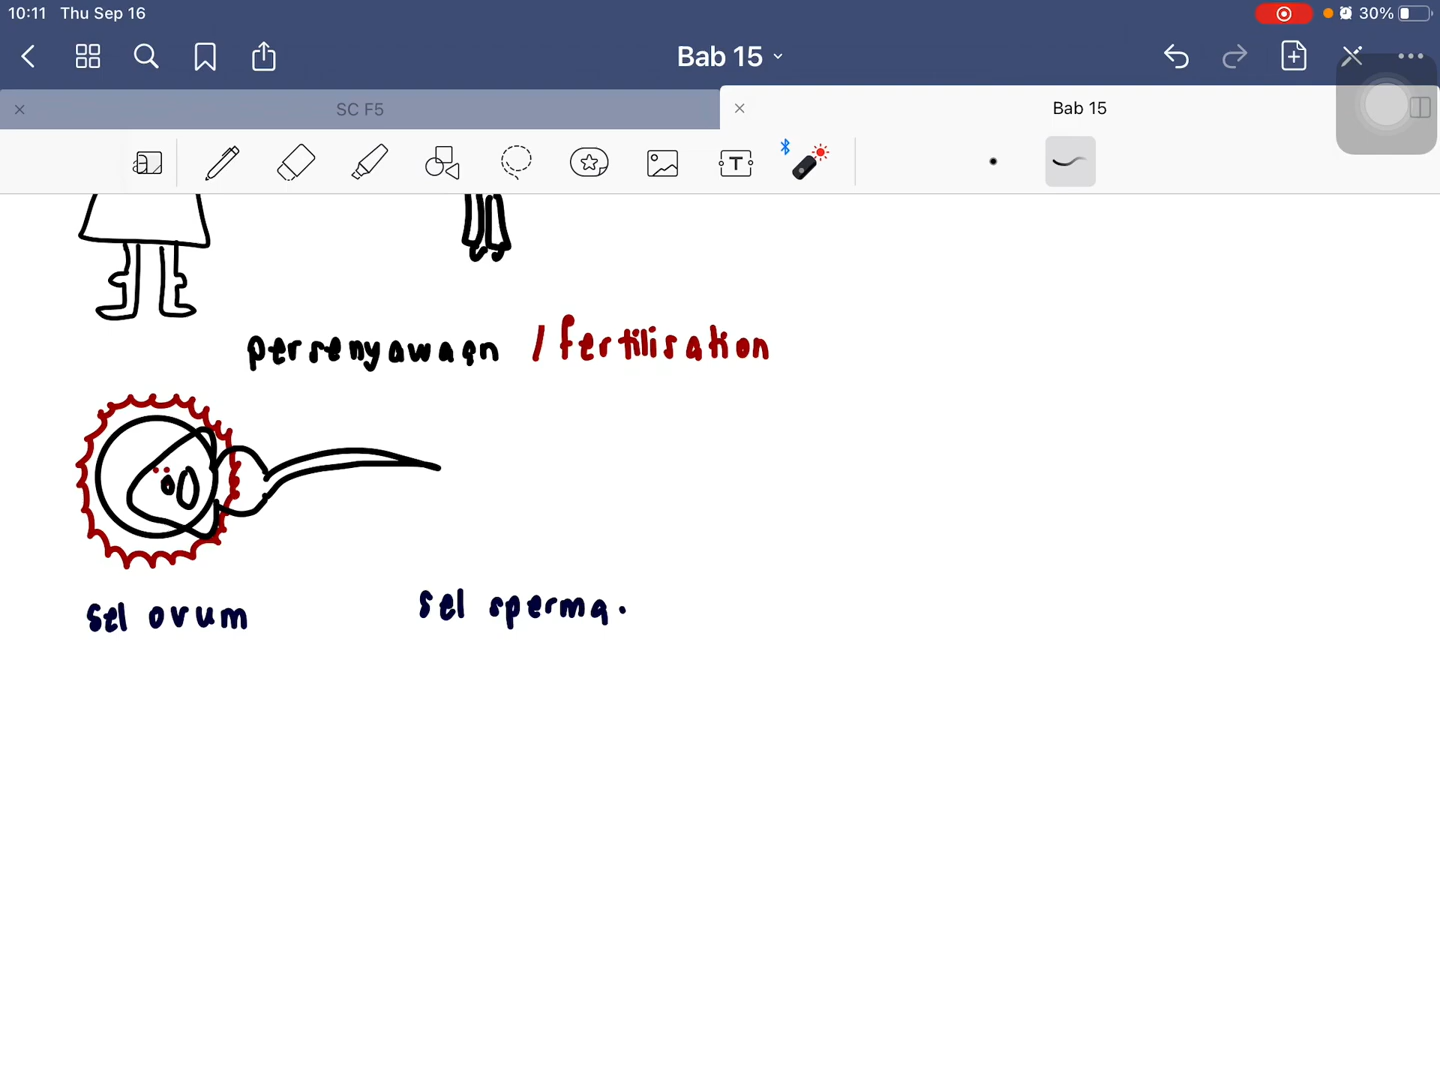 10:11 Thu Sep 16
30%
Bab 15
SC F5
Bab 15
T
persenyawaan / fertilisation
sel ovum
sel sperma.